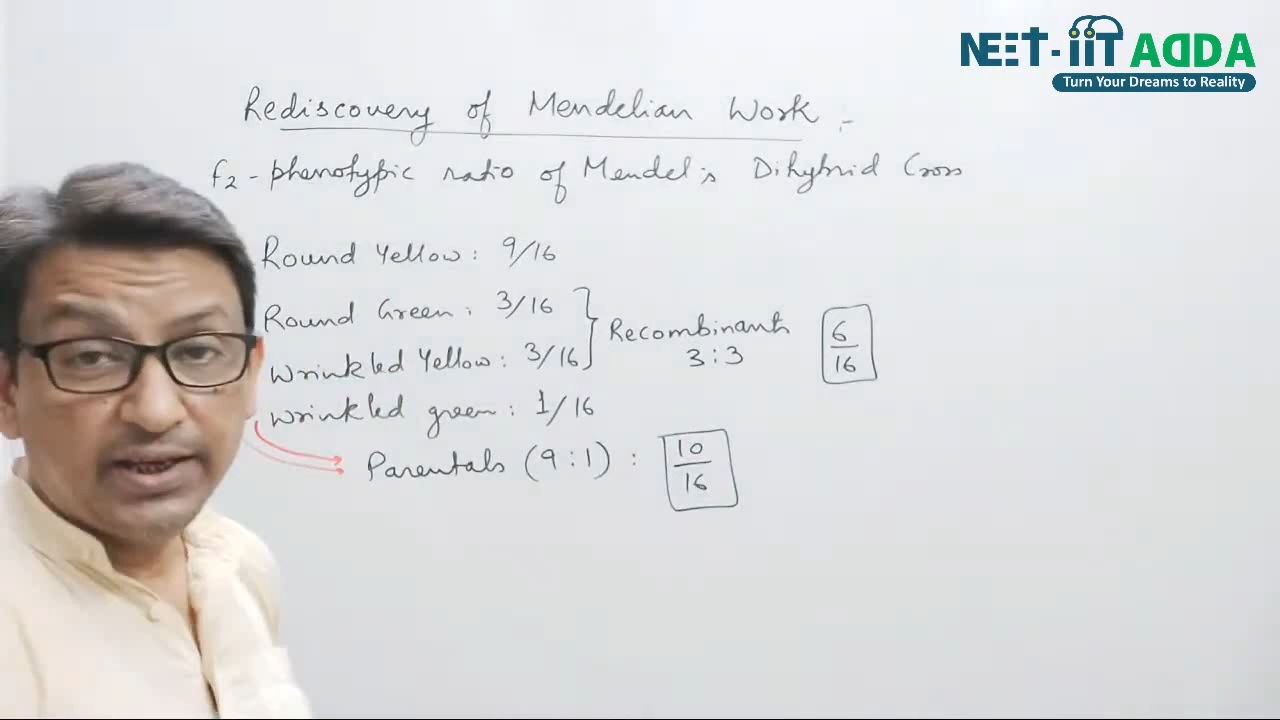 NEET-iiT ADDA
Turn Your Dreams to Reality
Rediscovery of Mendelian Work :-
F2 - phenotypic ratio of Mendel's Dihybrid Cross
Round Yellow : 9/16
Round Green : 3/16
Wrinkled Yellow : 3/16
Recombinants
3 : 3
6/16
Wrinkled green : 1/16
Parentals (9 : 1) : 10/16